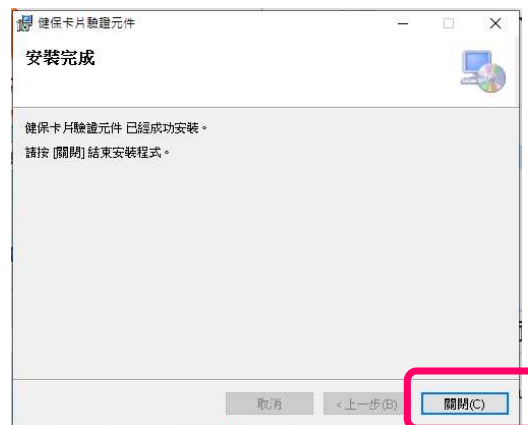 健保卡片驗證元件
安裝完成
健保卡片驗證元件 已經成功安裝。
請按 [關閉] 結束安裝程式。
取消
<上一步(B)
關閉(C)